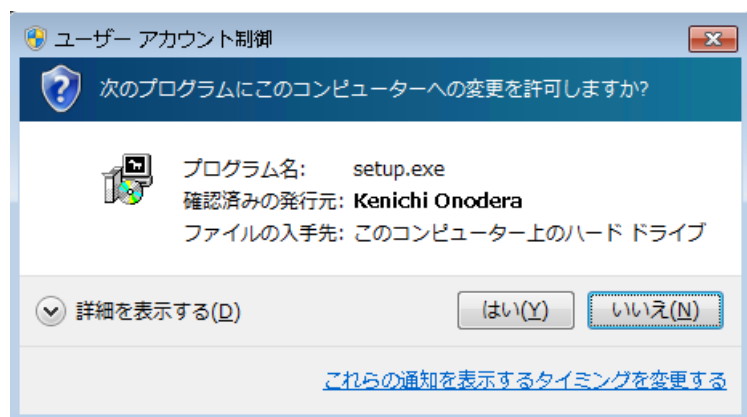 ユーザー アカウント制御
次のプログラムにこのコンピューターへの変更を許可しますか?
プログラム名: setup.exe
確認済みの発行元: Kenichi Onodera
ファイルの入手先: このコンピューター上のハード ドライブ
詳細を表示する(D)
はい(Y)
いいえ(N)
これらの通知を表示するタイミングを変更する